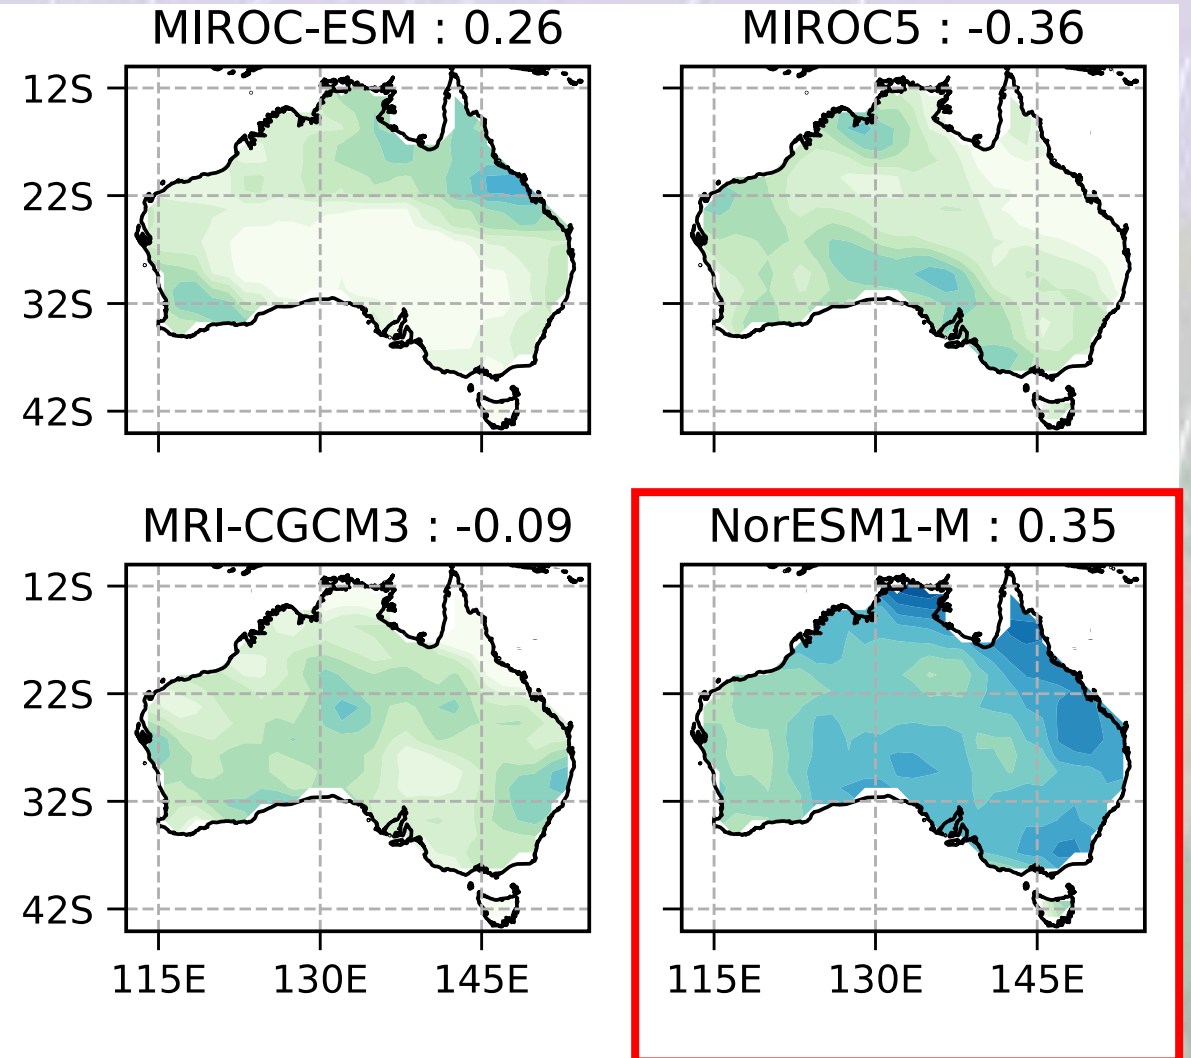 MIROC-ESM : 0.26
MIROC5 : -0.36
12S
22S
32S
42S
MRI-CGCM3 : -0.09
NorESM1-M : 0.35
12S
22S
32S
42S
115E 130E 145E
115E 130E 145E